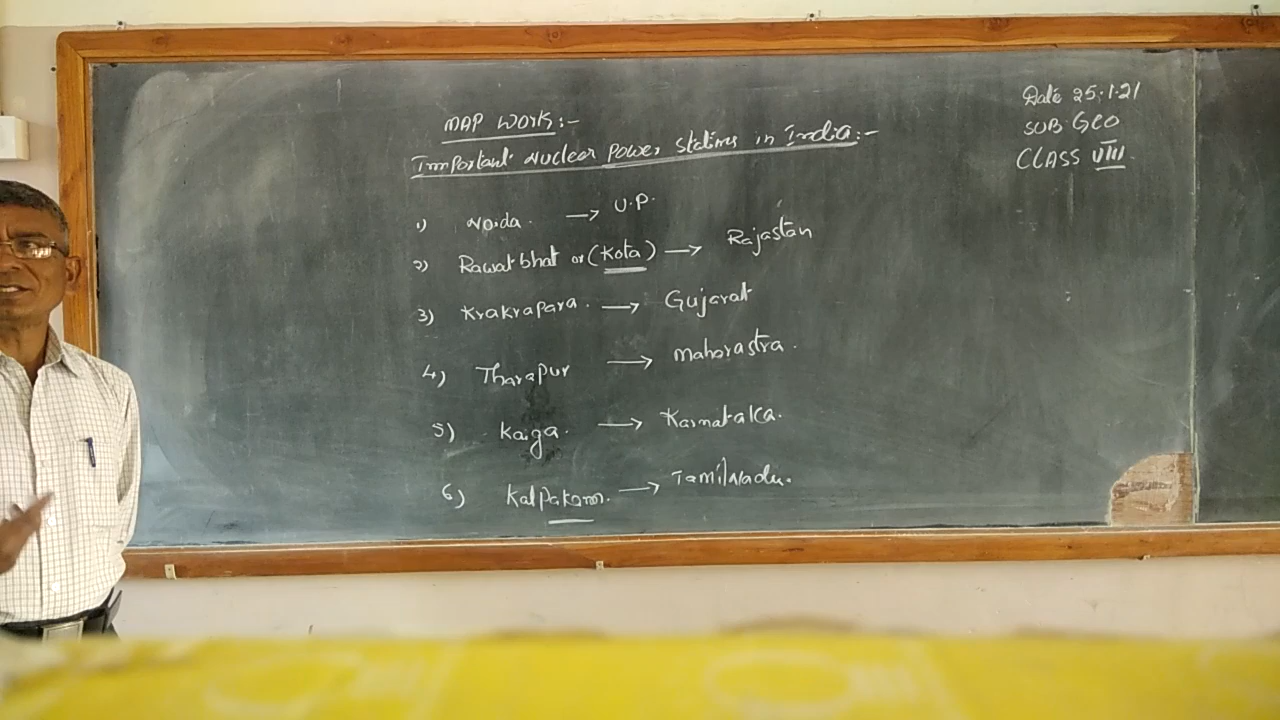 MAP WORK:-
Important Nuclear Power Stations in India:-
Date 25.1.21
SUB GEO
CLASS VIII
1) Noida. → U.P.
2) Rawatbhat or (Kota) → Rajastan
3) Krakrapara. → Gujarat
4) Tharapur → Maharastra.
5) Kaiga. → Karnataka.
6) Kalpakam. → Tamilnadu.